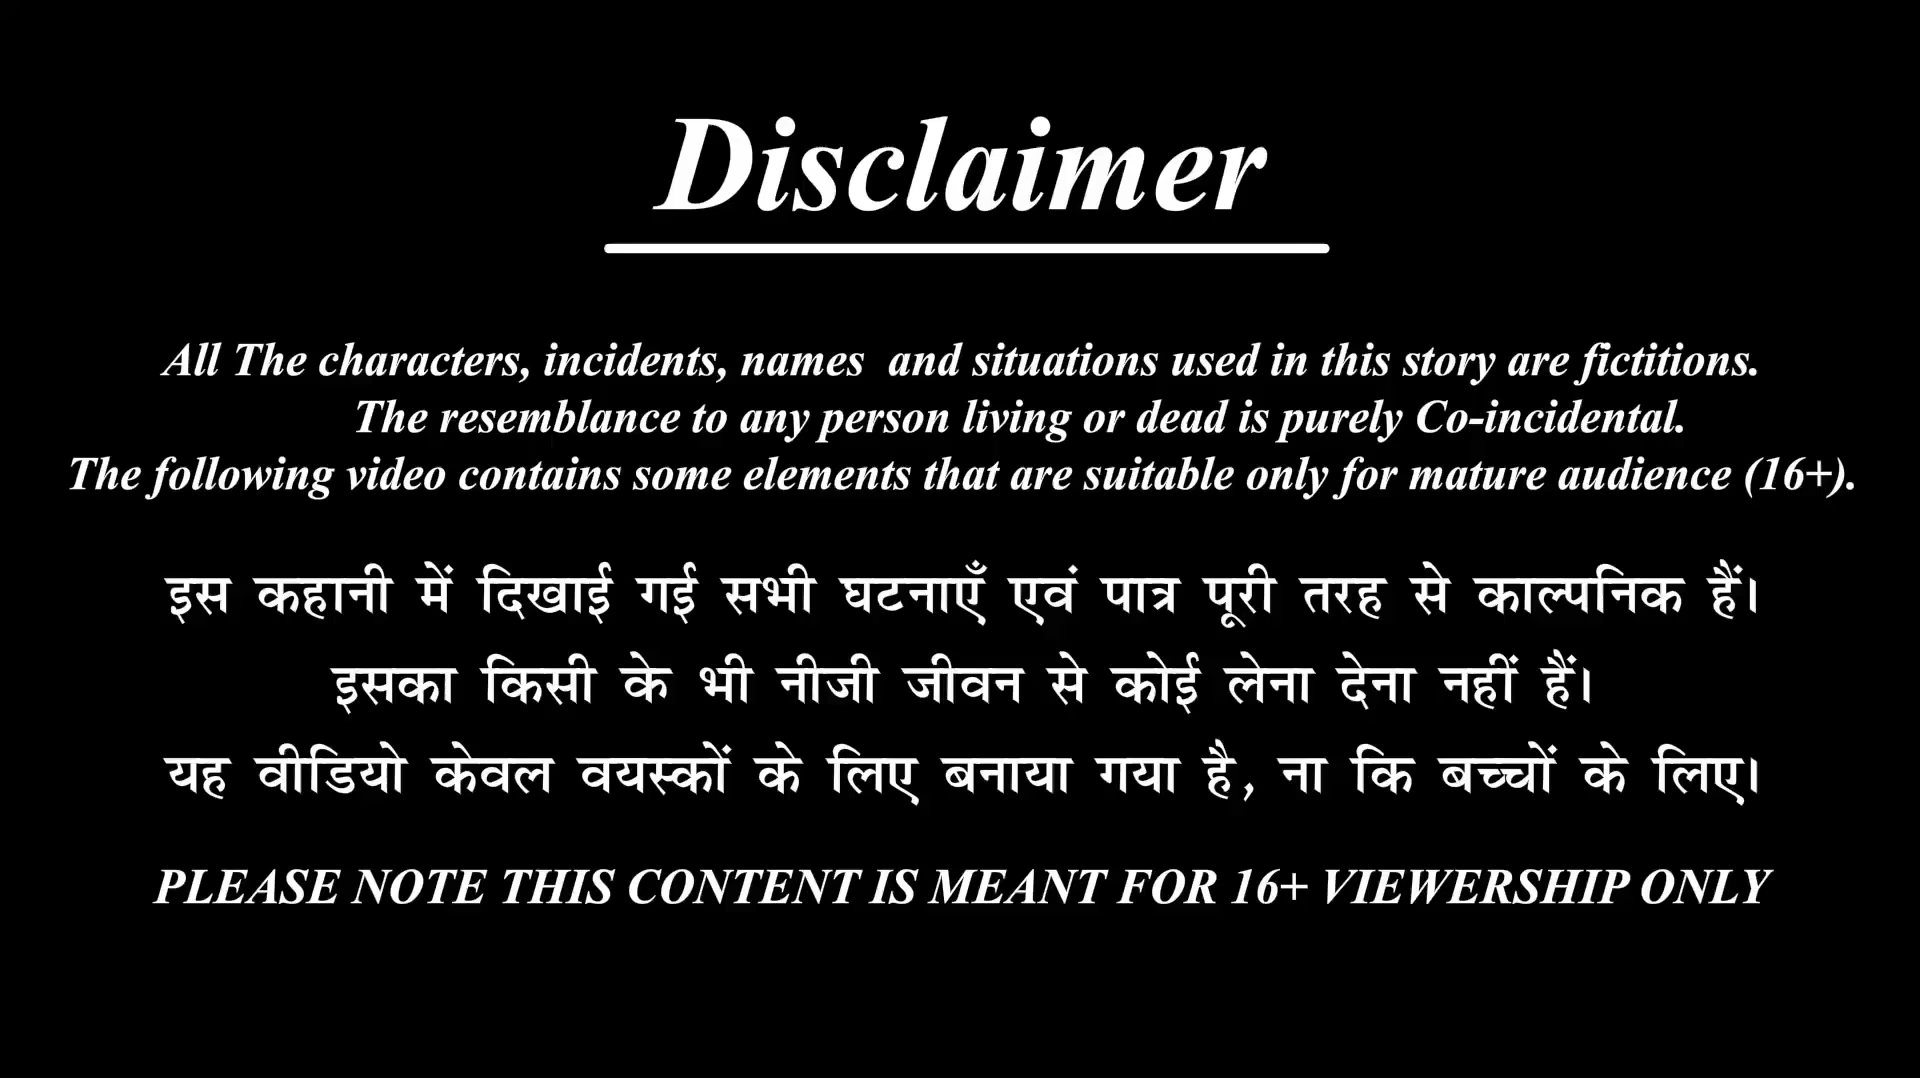 Disclaimer
All The characters, incidents, names and situations used in this story are fictitions.
The resemblance to any person living or dead is purely Co-incidental.
The following video contains some elements that are suitable only for mature audience (16+).
इस कहानी में दिखाई गई सभी घटनाएँ एवं पात्र पूरी तरह से काल्पनिक हैं।
इसका किसी के भी नीजी जीवन से कोई लेना देना नहीं हैं।
यह वीडियो केवल वयस्कों के लिए बनाया गया है, ना कि बच्चों के लिए।
PLEASE NOTE THIS CONTENT IS MEANT FOR 16+ VIEWERSHIP ONLY